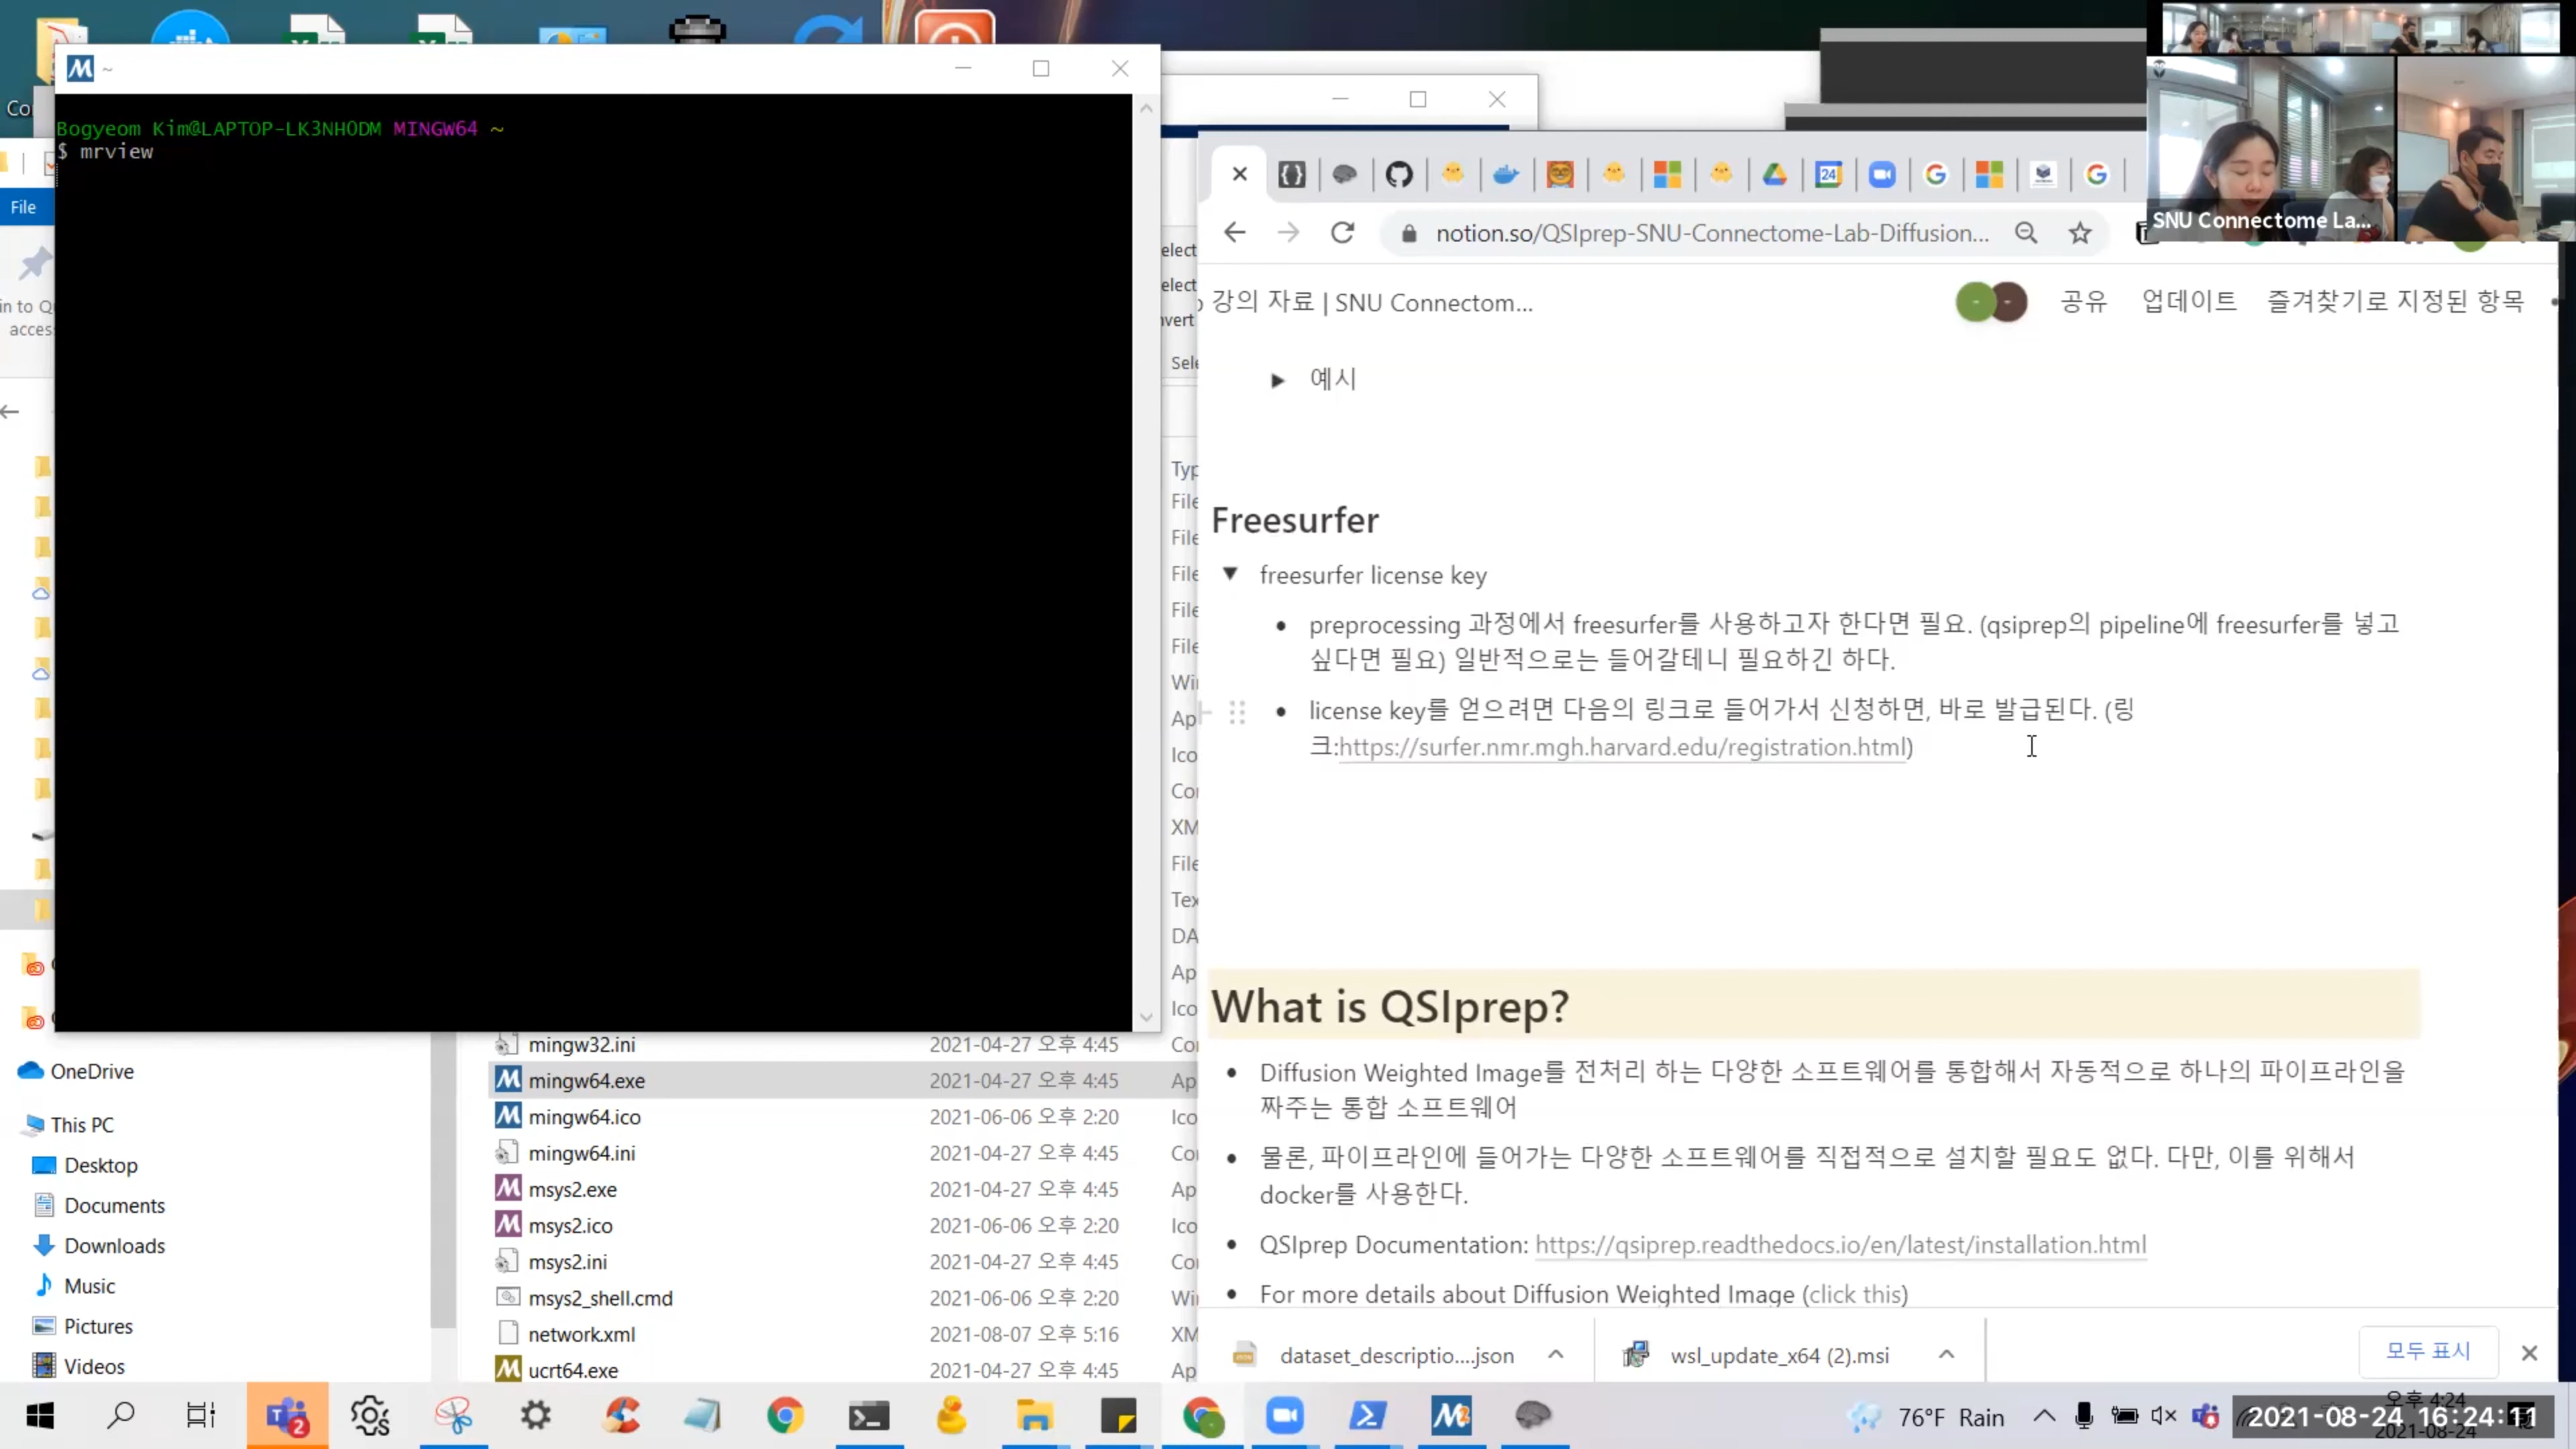 ~
Bogyeom Kim@LAPTOP-LK3NH0DM MINGW64 ~
$ mrview
File
in to Q
acces
OneDrive
This PC
Desktop
Documents
Downloads
Music
Pictures
Videos
mingw32.ini 2021-04-27 오후 4:45
mingw64.exe 2021-04-27 오후 4:45
mingw64.ico 2021-06-06 오후 2:20
mingw64.ini 2021-04-27 오후 4:45
msys2.exe 2021-04-27 오후 4:45
msys2.ico 2021-06-06 오후 2:20
msys2.ini 2021-04-27 오후 4:45
msys2_shell.cmd 2021-06-06 오후 2:20
network.xml 2021-08-07 오후 5:16
ucrt64.exe 2021-04-27 오후 4:45
notion.so/QSIprep-SNU-Connectome-Lab-Diffusion...
SNU Connectome La...
강의 자료 | SNU Connectom...
공유 업데이트 즐겨찾기로 지정된 항목
예시
Freesurfer
freesurfer license key
preprocessing 과정에서 freesurfer를 사용하고자 한다면 필요. (qsiprep의 pipeline에 freesurfer를 넣고
싶다면 필요) 일반적으로는 들어갈테니 필요하긴 하다.
license key를 얻으려면 다음의 링크로 들어가서 신청하면, 바로 발급된다. (링
크:https://surfer.nmr.mgh.harvard.edu/registration.html)
What is QSIprep?
Diffusion Weighted Image를 전처리 하는 다양한 소프트웨어를 통합해서 자동적으로 하나의 파이프라인을
짜주는 통합 소프트웨어
물론, 파이프라인에 들어가는 다양한 소프트웨어를 직접적으로 설치할 필요도 없다. 다만, 이를 위해서
docker를 사용한다.
QSIprep Documentation: https://qsiprep.readthedocs.io/en/latest/installation.html
For more details about Diffusion Weighted Image (click this)
dataset_descriptio....json
wsl_update_x64 (2).msi
모두 표시
76°F Rain
오후 4:24
2021-08-24 16:24:11
2021-08-24